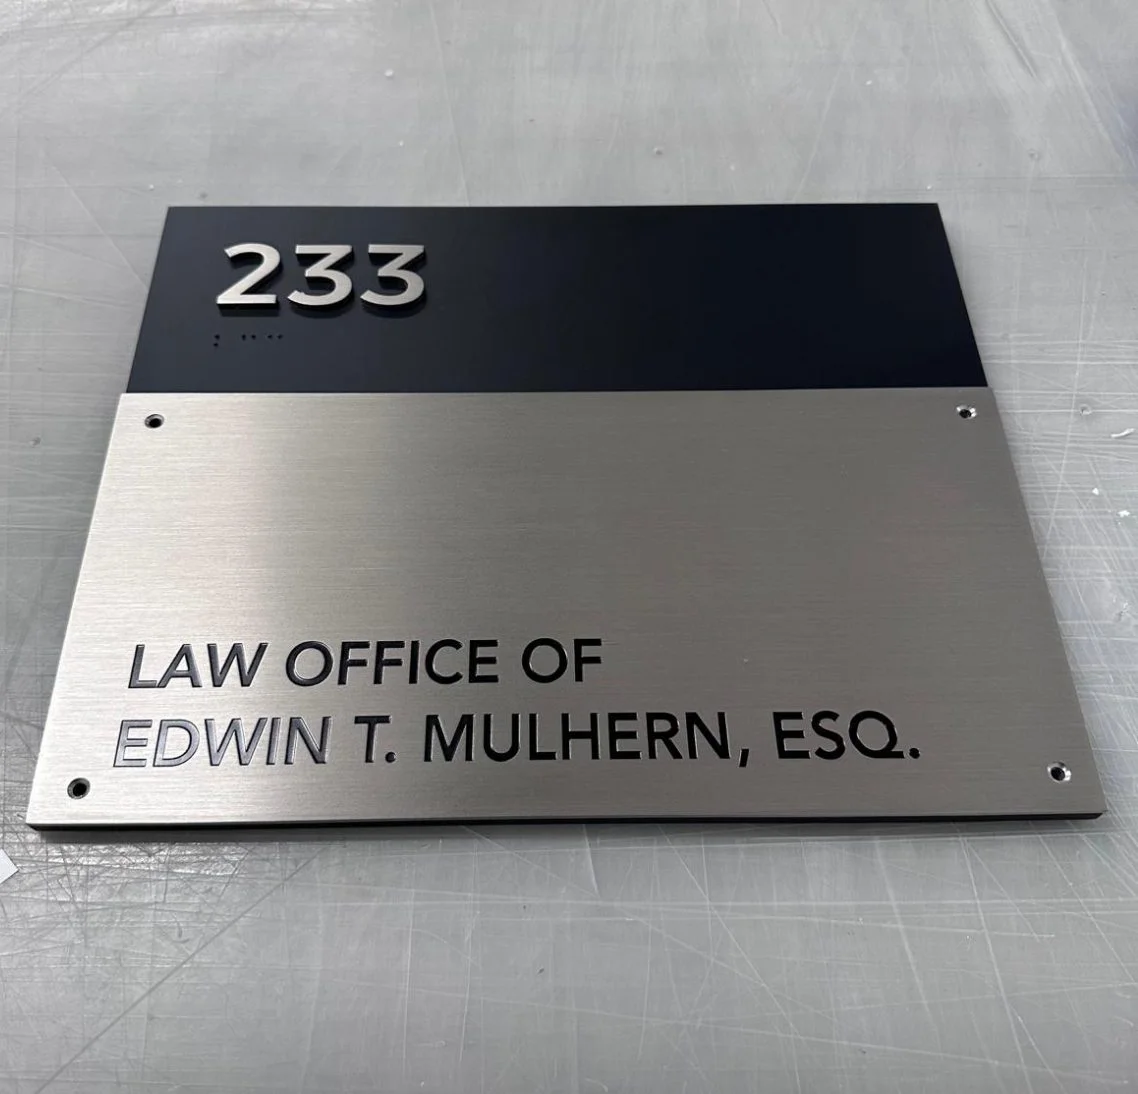 233
LAW OFFICE OF
EDWIN T. MULHERN, ESQ.